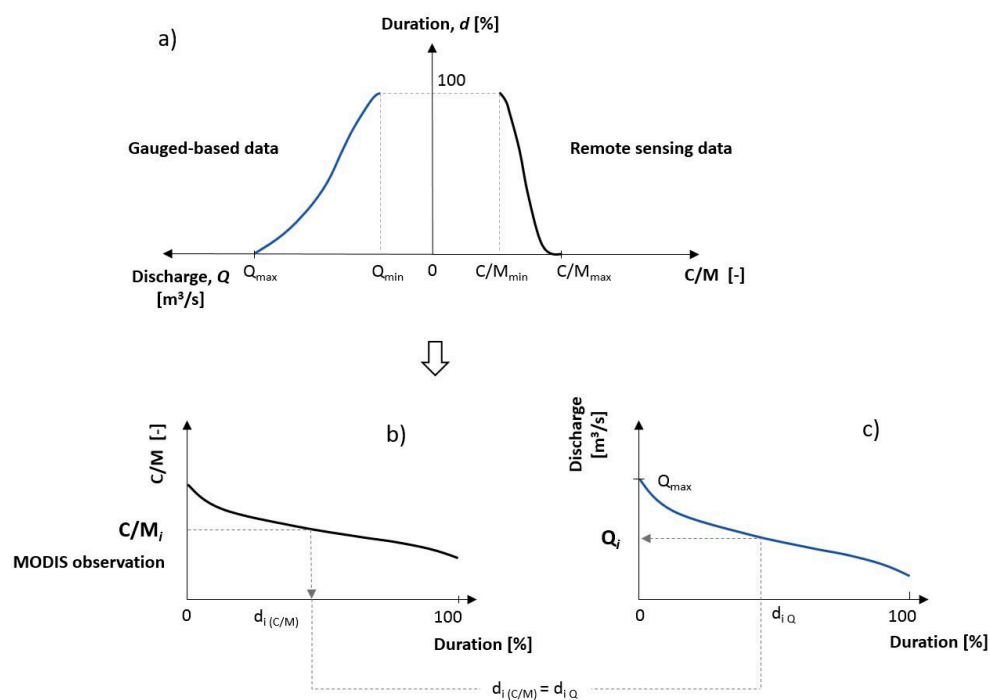 a)
Duration, d [%]
100
Gauged-based data
Remote sensing data
Discharge, Q
[m³/s]
Qmax
Qmin
0
C/Mmin
C/Mmax
C/M [-]
b)
C/M [-]
C/Mi
MODIS observation
0
di (C/M)
100
Duration [%]
c)
Discharge
[m³/s]
Qmax
Qi
0
di Q
100
Duration [%]
di (C/M) = di Q